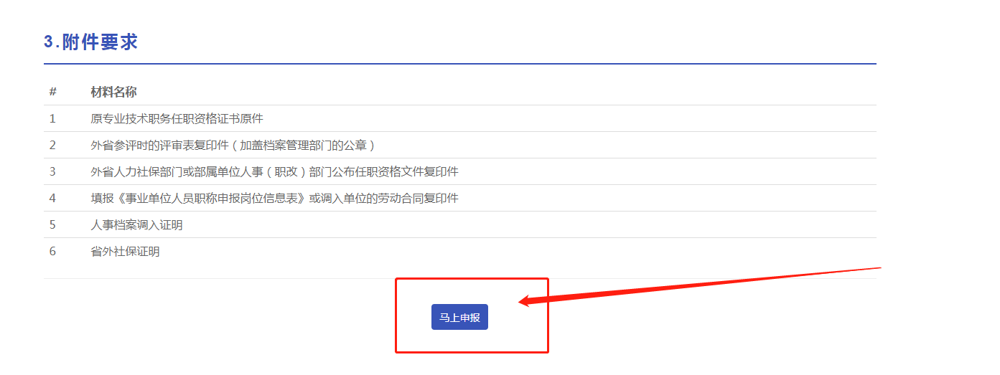 3.附件要求
# 材料名称
1 原专业技术职务任职资格证书原件
2 外省参评时的评审表复印件（加盖档案管理部门的公章）
3 外省人力社保部门或部属单位人事（职改）部门公布任职资格文件复印件
4 填报《事业单位人员职称申报岗位信息表》或调入单位的劳动合同复印件
5 人事档案调入证明
6 省外社保证明
马上申报